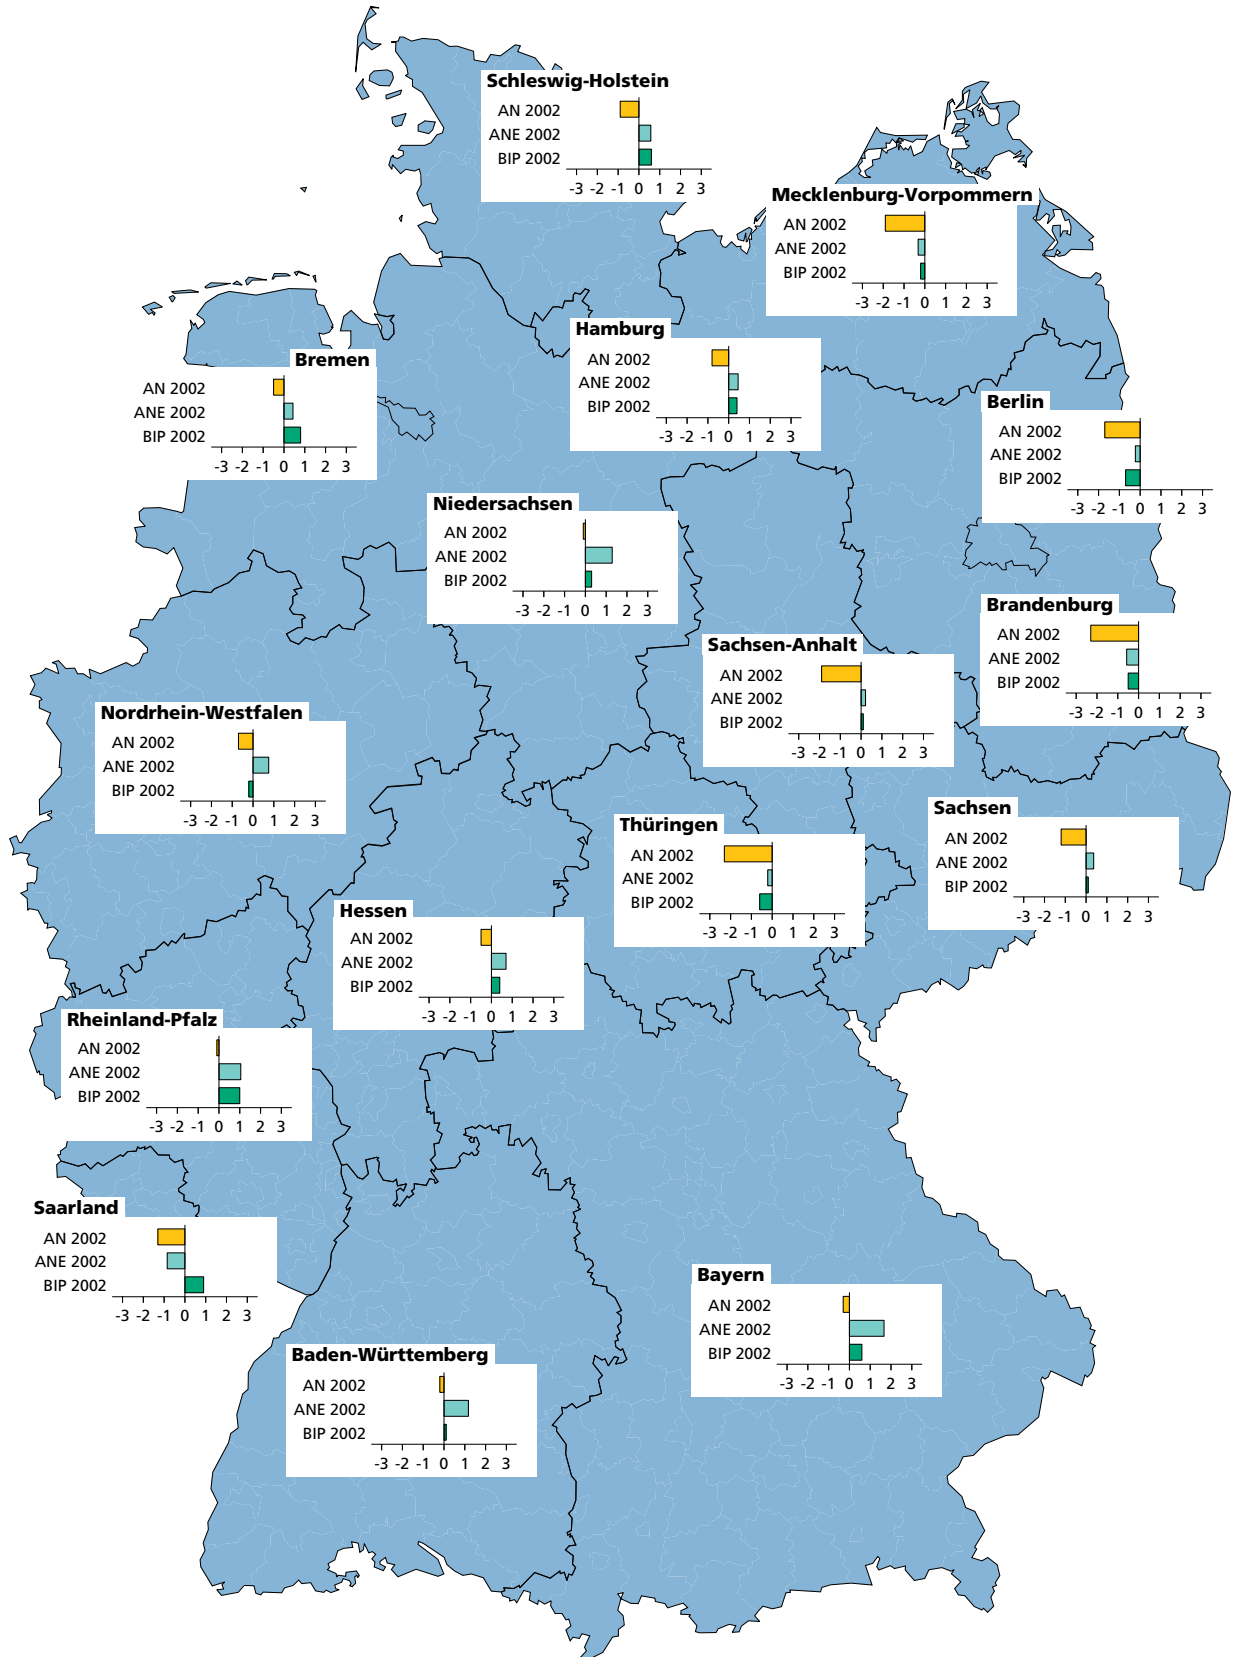 Schleswig-Holstein
AN 2002
ANE 2002
BIP 2002
-3 -2 -1 0 1 2 3
Mecklenburg-Vorpommern
AN 2002
ANE 2002
BIP 2002
-3 -2 -1 0 1 2 3
Hamburg
AN 2002
ANE 2002
BIP 2002
-3 -2 -1 0 1 2 3
Bremen
AN 2002
ANE 2002
BIP 2002
-3 -2 -1 0 1 2 3
Berlin
AN 2002
ANE 2002
BIP 2002
-3 -2 -1 0 1 2 3
Niedersachsen
AN 2002
ANE 2002
BIP 2002
-3 -2 -1 0 1 2 3
Brandenburg
AN 2002
ANE 2002
BIP 2002
-3 -2 -1 0 1 2 3
Sachsen-Anhalt
AN 2002
ANE 2002
BIP 2002
-3 -2 -1 0 1 2 3
Nordrhein-Westfalen
AN 2002
ANE 2002
BIP 2002
-3 -2 -1 0 1 2 3
Sachsen
AN 2002
ANE 2002
BIP 2002
-3 -2 -1 0 1 2 3
Thüringen
AN 2002
ANE 2002
BIP 2002
-3 -2 -1 0 1 2 3
Hessen
AN 2002
ANE 2002
BIP 2002
-3 -2 -1 0 1 2 3
Rheinland-Pfalz
AN 2002
ANE 2002
BIP 2002
-3 -2 -1 0 1 2 3
Saarland
AN 2002
ANE 2002
BIP 2002
-3 -2 -1 0 1 2 3
Bayern
AN 2002
ANE 2002
BIP 2002
-3 -2 -1 0 1 2 3
Baden-Württemberg
AN 2002
ANE 2002
BIP 2002
-3 -2 -1 0 1 2 3